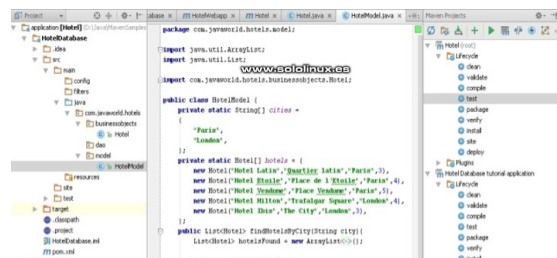 Project
application [Hotel] (D:\Java\MavenSamples
HotelDatabase
.idea
src
main
config
filters
java
com.javaworld.hotels
businessobjects
Hotel
dao
model
HotelModel
resources
site
test
target
.classpath
.project
HotelDatabase.iml
pom.xml
abase
HotelWebapp
Hotel
Hotel.java
HotelModel.java
package com.javaworld.hotels.model;
import java.util.ArrayList;
import java.util.List;
www.sololinux.es
import com.javaworld.hotels.businessobjects.Hotel;
public class HotelModel {
private static String[] cities =
{
"Paris",
"London",
};
private static Hotel[] hotels = {
new Hotel("Hotel Latin","Quartier latin","Paris",3),
new Hotel("Hotel Etoile","Place de l'Etoile","Paris",4),
new Hotel("Hotel Vendome","Place Vendome","Paris",5),
new Hotel("Hotel Hilton","Trafalgar Square","London",4),
new Hotel("Hotel Ibis","The City","London",3),
};
public List<Hotel> findHotelsByCity(String city){
List<Hotel> hotelsFound = new ArrayList<>();
Maven Projects
Hotel (root)
Lifecycle
clean
validate
compile
test
package
verify
install
site
deploy
Plugins
Hotel Database tutorial application
Lifecycle
clean
validate
compile
test
package
verify
install